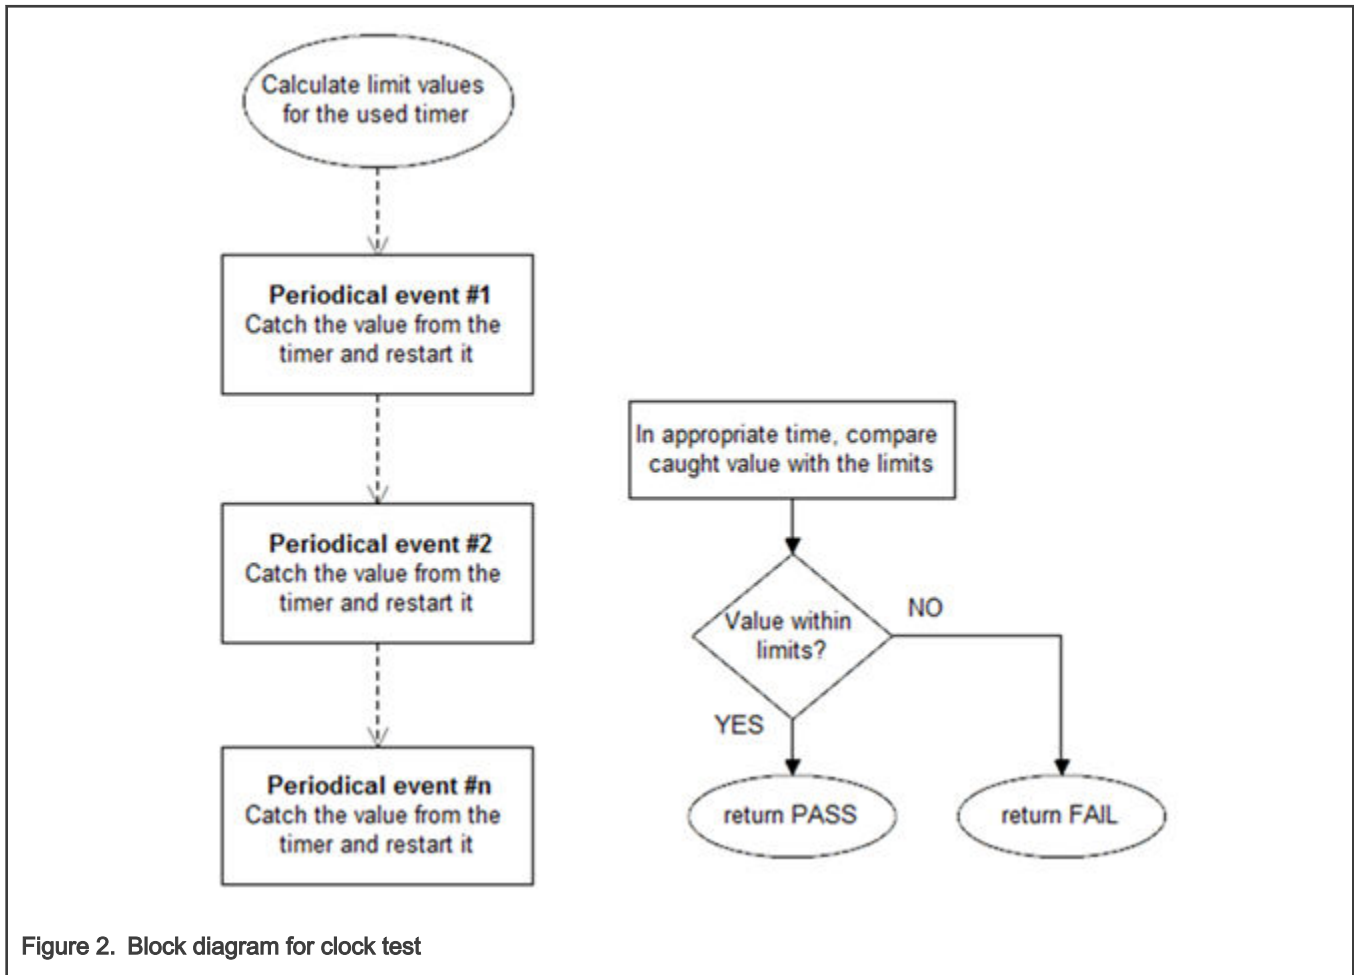 Calculate limit values
for the used timer
Periodical event #1
Catch the value from the
timer and restart it
Periodical event #2
Catch the value from the
timer and restart it
Periodical event #n
Catch the value from the
timer and restart it
In appropriate time, compare
caught value with the limits
Value within
limits?
NO
YES
return PASS
return FAIL
Figure 2. Block diagram for clock test